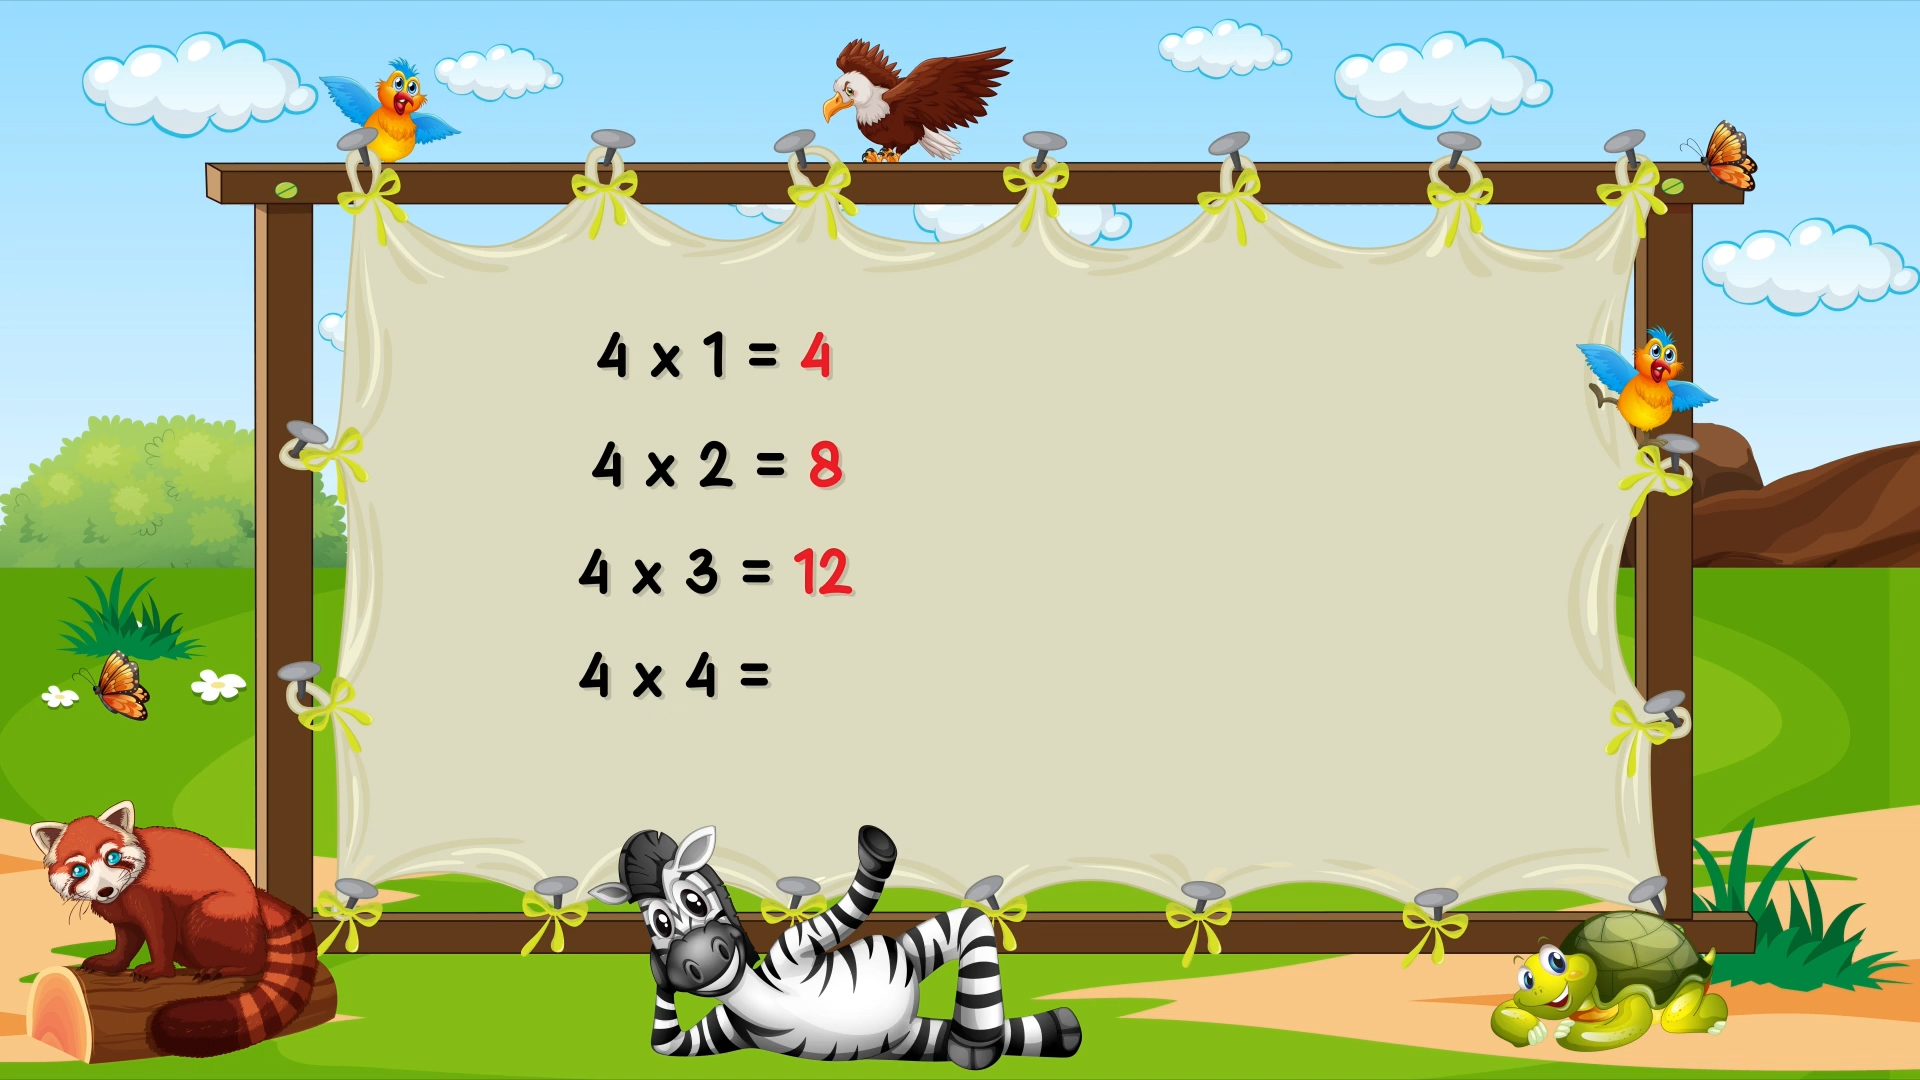 4 x 1 = 4
4 x 2 = 8
4 x 3 = 12
4 x 4 =